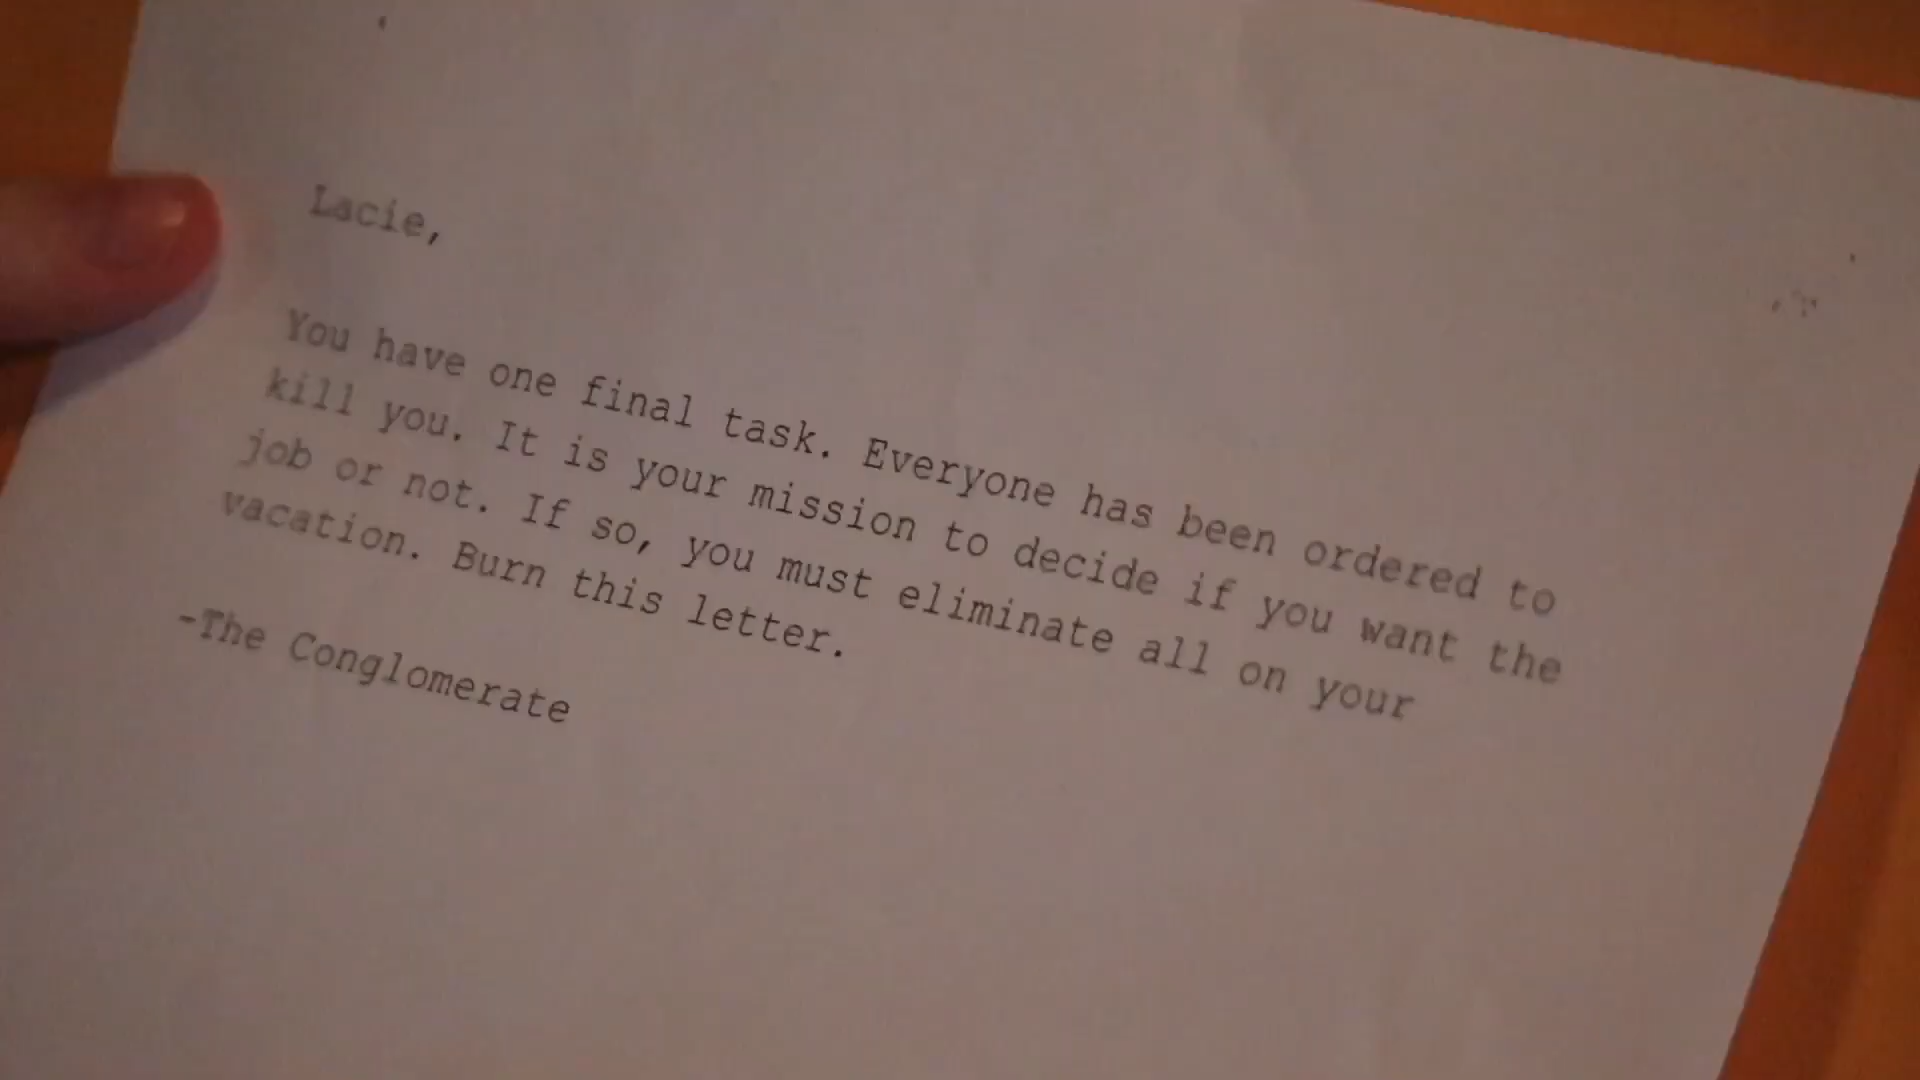 Lacie,
You have one final task. Everyone has been ordered to
kill you. It is your mission to decide if you want the
job or not. If so, you must eliminate all on your
vacation. Burn this letter.
-The Conglomerate